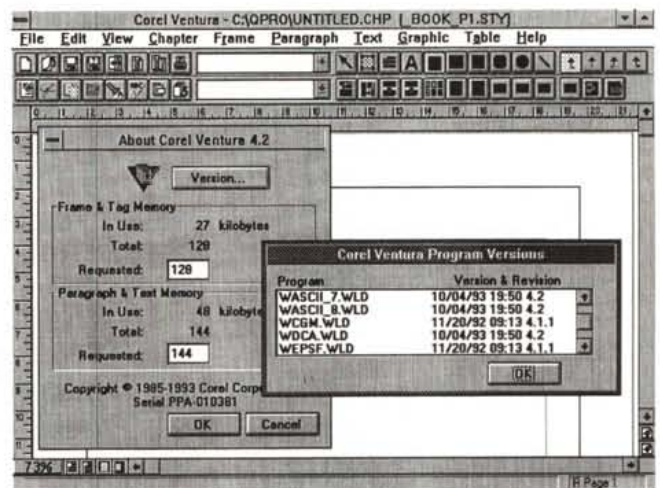 Corel Ventura - C:\QPRO\UNTITLED.CHP [_BOOK_P1.STY]
File Edit View Chapter Frame Paragraph Text Graphic Table Help
About Corel Ventura 4.2
Version...
Frame & Tag Memory
In Use: 27 kilobytes
Total: 128
Requested: 128
Paragraph & Text Memory
In Use: 48 kilobyte
Total: 144
Requested: 144
Copyright © 1985-1993 Corel Corpo
Serial PPA-010381
OK Cancel
Corel Ventura Program Versions
Program Version & Revision
WASCII_7.WLD 10/04/93 19:50 4.2
WASCII_8.WLD 10/04/93 19:50 4.2
WCGM.WLD 11/20/92 09:13 4.1.1
WDCA.WLD 10/04/93 19:50 4.2
WEPSF.WLD 11/20/92 09:13 4.1.1
OK
73%
R Page 1